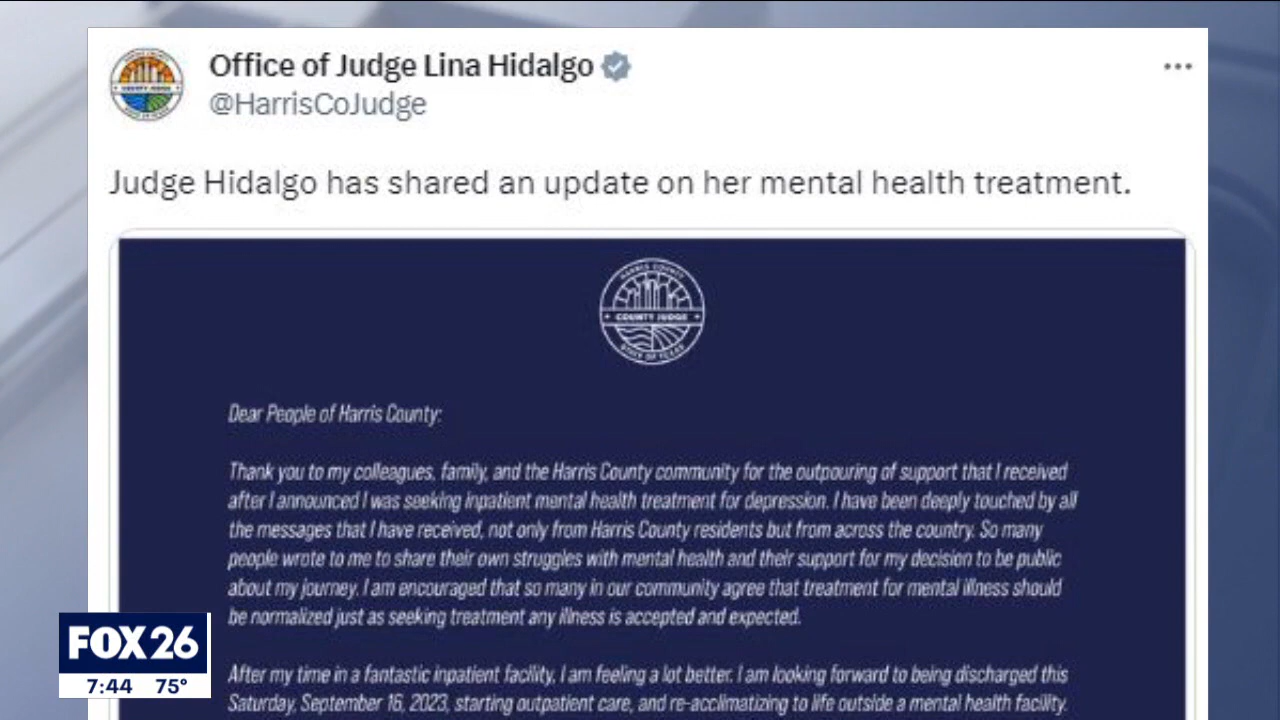 Office of Judge Lina Hidalgo
@HarrisCoJudge
Judge Hidalgo has shared an update on her mental health treatment.
HARRIS COUNTY
COUNTY JUDGE
STATE OF TEXAS
Dear People of Harris County:
Thank you to my colleagues, family, and the Harris County community for the outpouring of support that I received
after I announced I was seeking inpatient mental health treatment for depression. I have been deeply touched by all
the messages that I have received, not only from Harris County residents but from across the country. So many
people wrote to me to share their own struggles with mental health and their support for my decision to be public
about my journey. I am encouraged that so many in our community agree that treatment for mental illness should
be normalized just as seeking treatment any illness is accepted and expected.
After my time in a fantastic inpatient facility, I am feeling a lot better. I am looking forward to being discharged this
Saturday, September 16, 2023, starting outpatient care, and re-acclimatizing to life outside a mental health facility.
FOX 26
7:44 75°